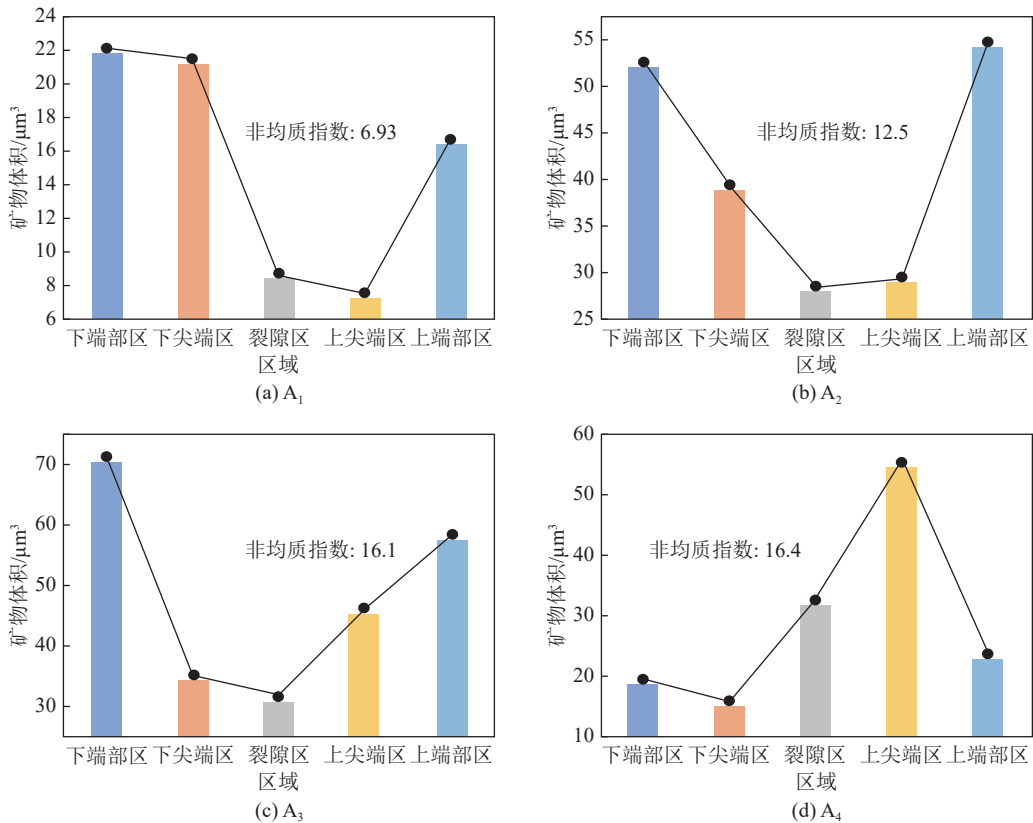 24
22
20
18
16
14
12
10
8
6
矿物体积/μm³
非均质指数: 6.93
下端部区 下尖端区 裂隙区 上尖端区 上端部区
区域
(a) A₁
55
50
45
40
35
30
25
矿物体积/μm³
非均质指数: 12.5
下端部区 下尖端区 裂隙区 上尖端区 上端部区
区域
(b) A₂
70
60
50
40
30
矿物体积/μm³
非均质指数: 16.1
下端部区 下尖端区 裂隙区 上尖端区 上端部区
区域
(c) A₃
60
50
40
30
20
10
矿物体积/μm³
非均质指数: 16.4
下端部区 下尖端区 裂隙区 上尖端区 上端部区
区域
(d) A₄